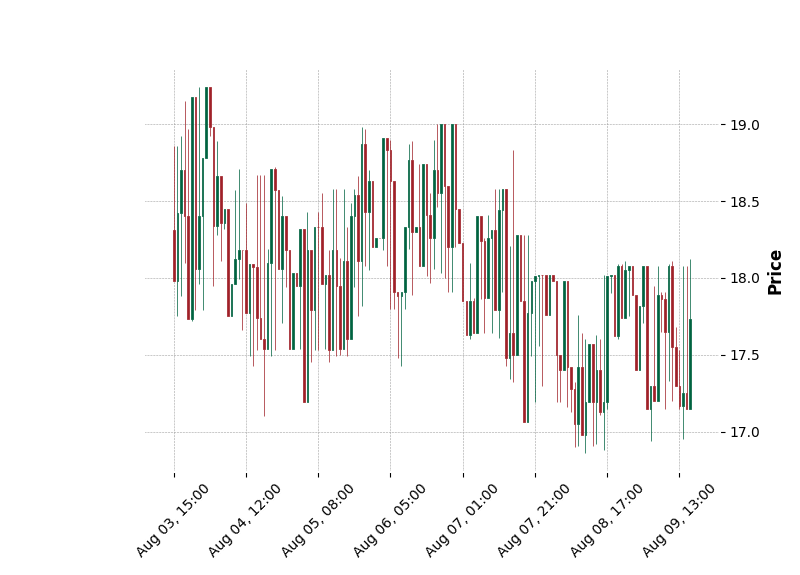 19.0
18.5
18.0
17.5
17.0
Price
Aug 03, 15:00
Aug 04, 12:00
Aug 05, 08:00
Aug 06, 05:00
Aug 07, 01:00
Aug 07, 21:00
Aug 08, 17:00
Aug 09, 13:00